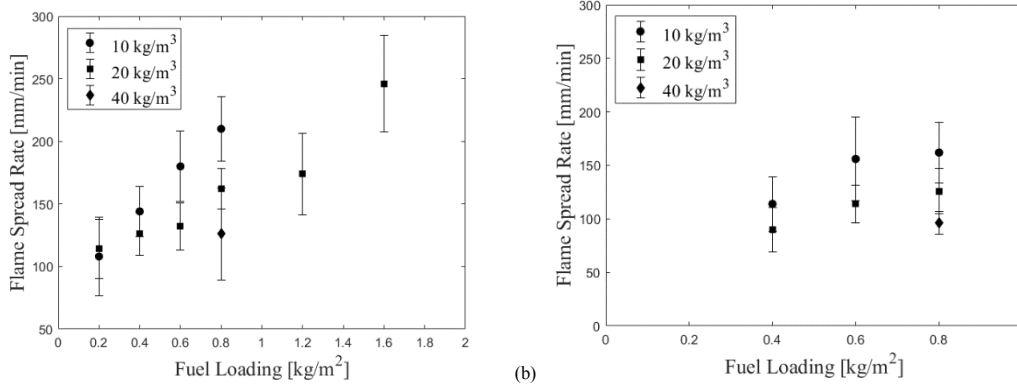 300
250
200
150
100
50
Flame Spread Rate [mm/min]
10 kg/m³
20 kg/m³
40 kg/m³
0 0.2 0.4 0.6 0.8 1 1.2 1.4 1.6 1.8 2
Fuel Loading [kg/m²]
(b)
300
250
200
150
100
50
0
Flame Spread Rate [mm/min]
10 kg/m³
20 kg/m³
40 kg/m³
0 0.2 0.4 0.6 0.8
Fuel Loading [kg/m²]